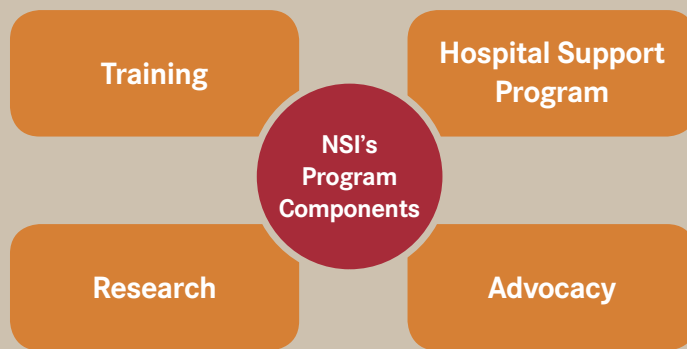 Training
Hospital Support
Program
NSI's
Program
Components
Research
Advocacy